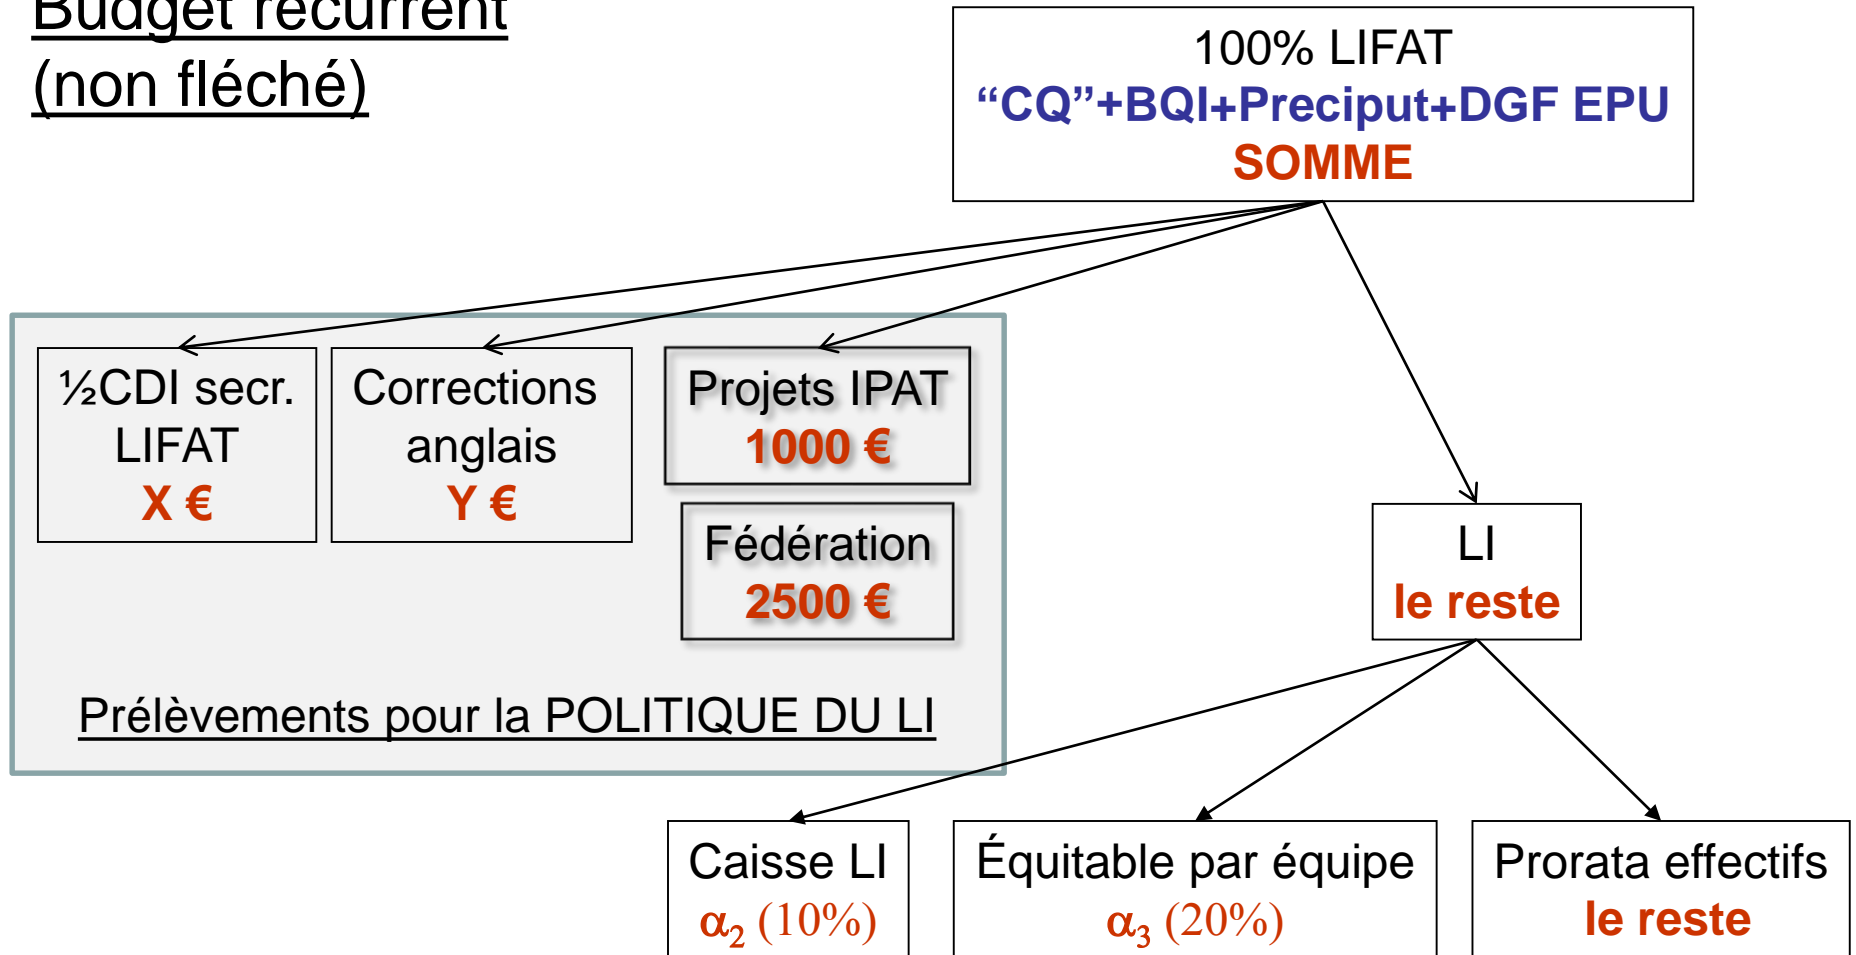 Budget récurrent
(non fléché)
100% LIFAT
“CQ”+BQI+Preciput+DGF EPU
SOMME
½CDI secr.
LIFAT
X €
Corrections
anglais
Y €
Projets IPAT
1000 €
Fédération
2500 €
Prélèvements pour la POLITIQUE DU LI
LI
le reste
Caisse LI
α₂ (10%)
Équitable par équipe
α₃ (20%)
Prorata effectifs
le reste